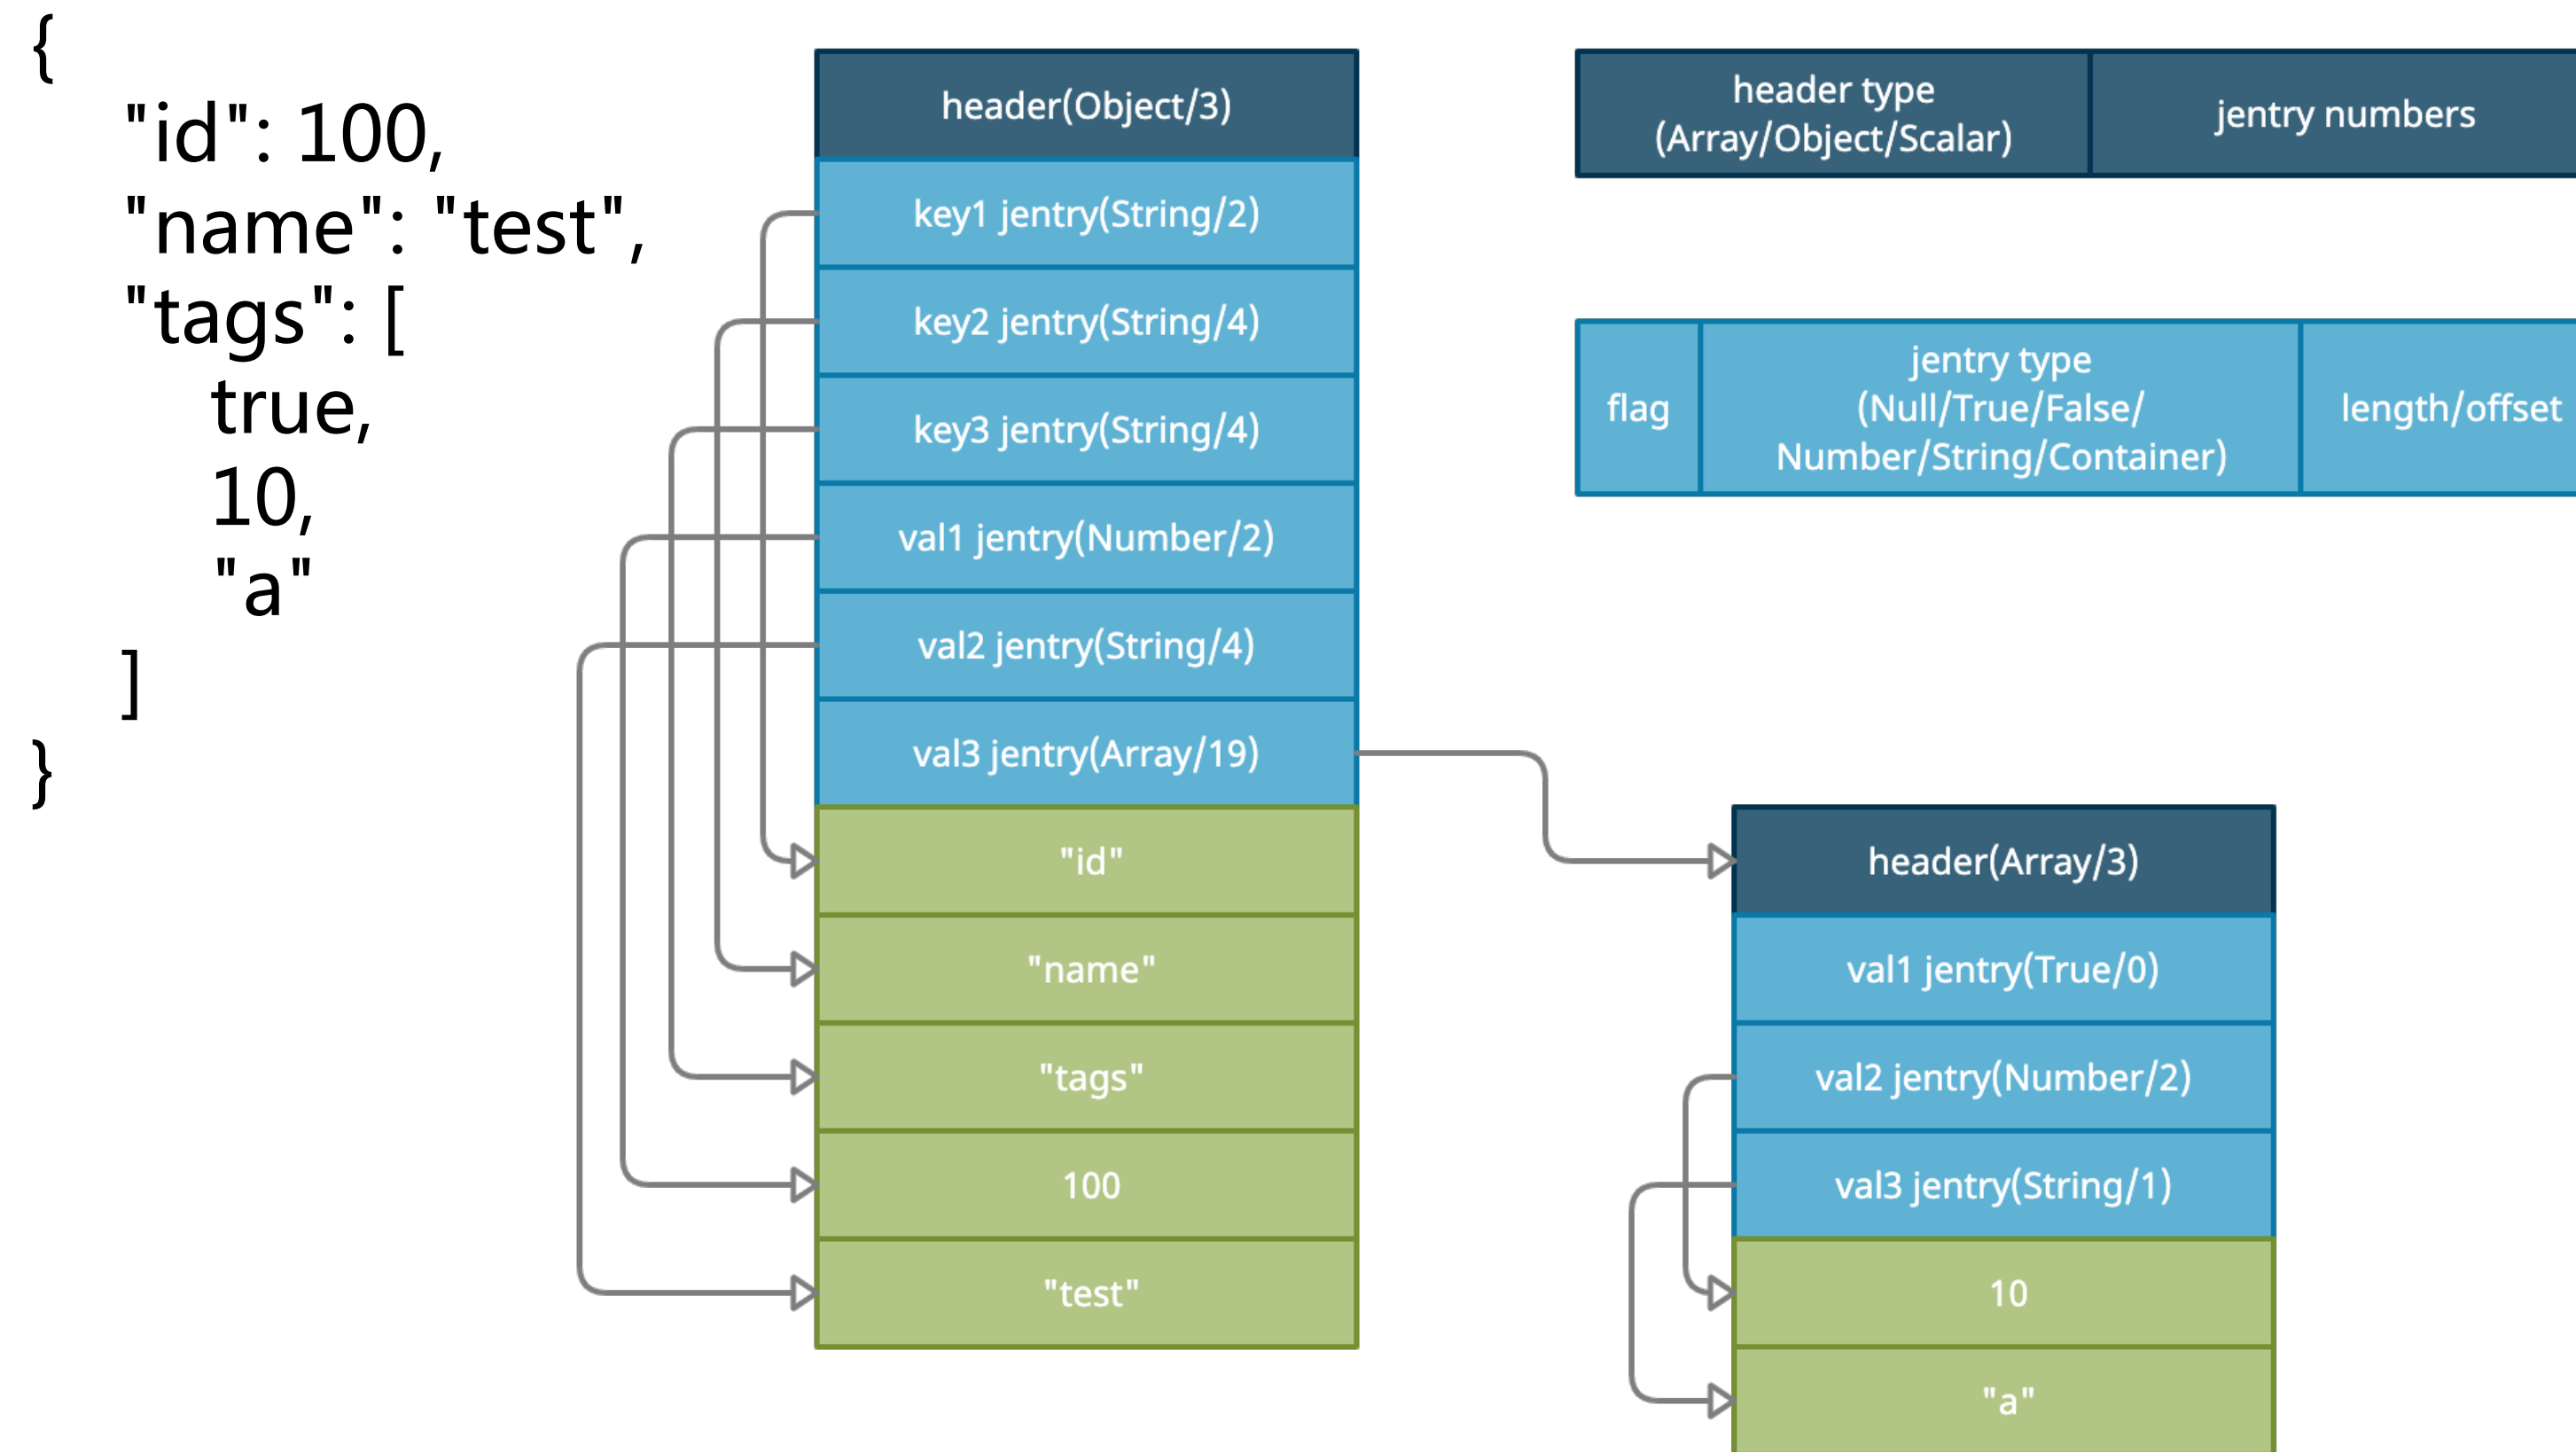 {
"id": 100,
"name": "test",
"tags": [
true,
10,
"a"
]
}
header(Object/3)
key1 jentry(String/2)
key2 jentry(String/4)
key3 jentry(String/4)
val1 jentry(Number/2)
val2 jentry(String/4)
val3 jentry(Array/19)
"id"
"name"
"tags"
100
"test"
header type
(Array/Object/Scalar)
jentry numbers
flag
jentry type
(Null/True/False/
Number/String/Container)
length/offset
header(Array/3)
val1 jentry(True/0)
val2 jentry(Number/2)
val3 jentry(String/1)
10
"a"